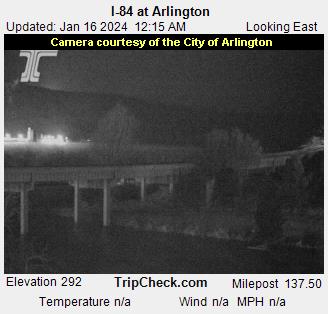 I-84 at Arlington
Updated: Jan 16 2024 12:15 AM Looking East
Camera courtesy of the City of Arlington
Elevation 292 TripCheck.com Milepost 137.50
Temperature n/a Wind n/a MPH n/a